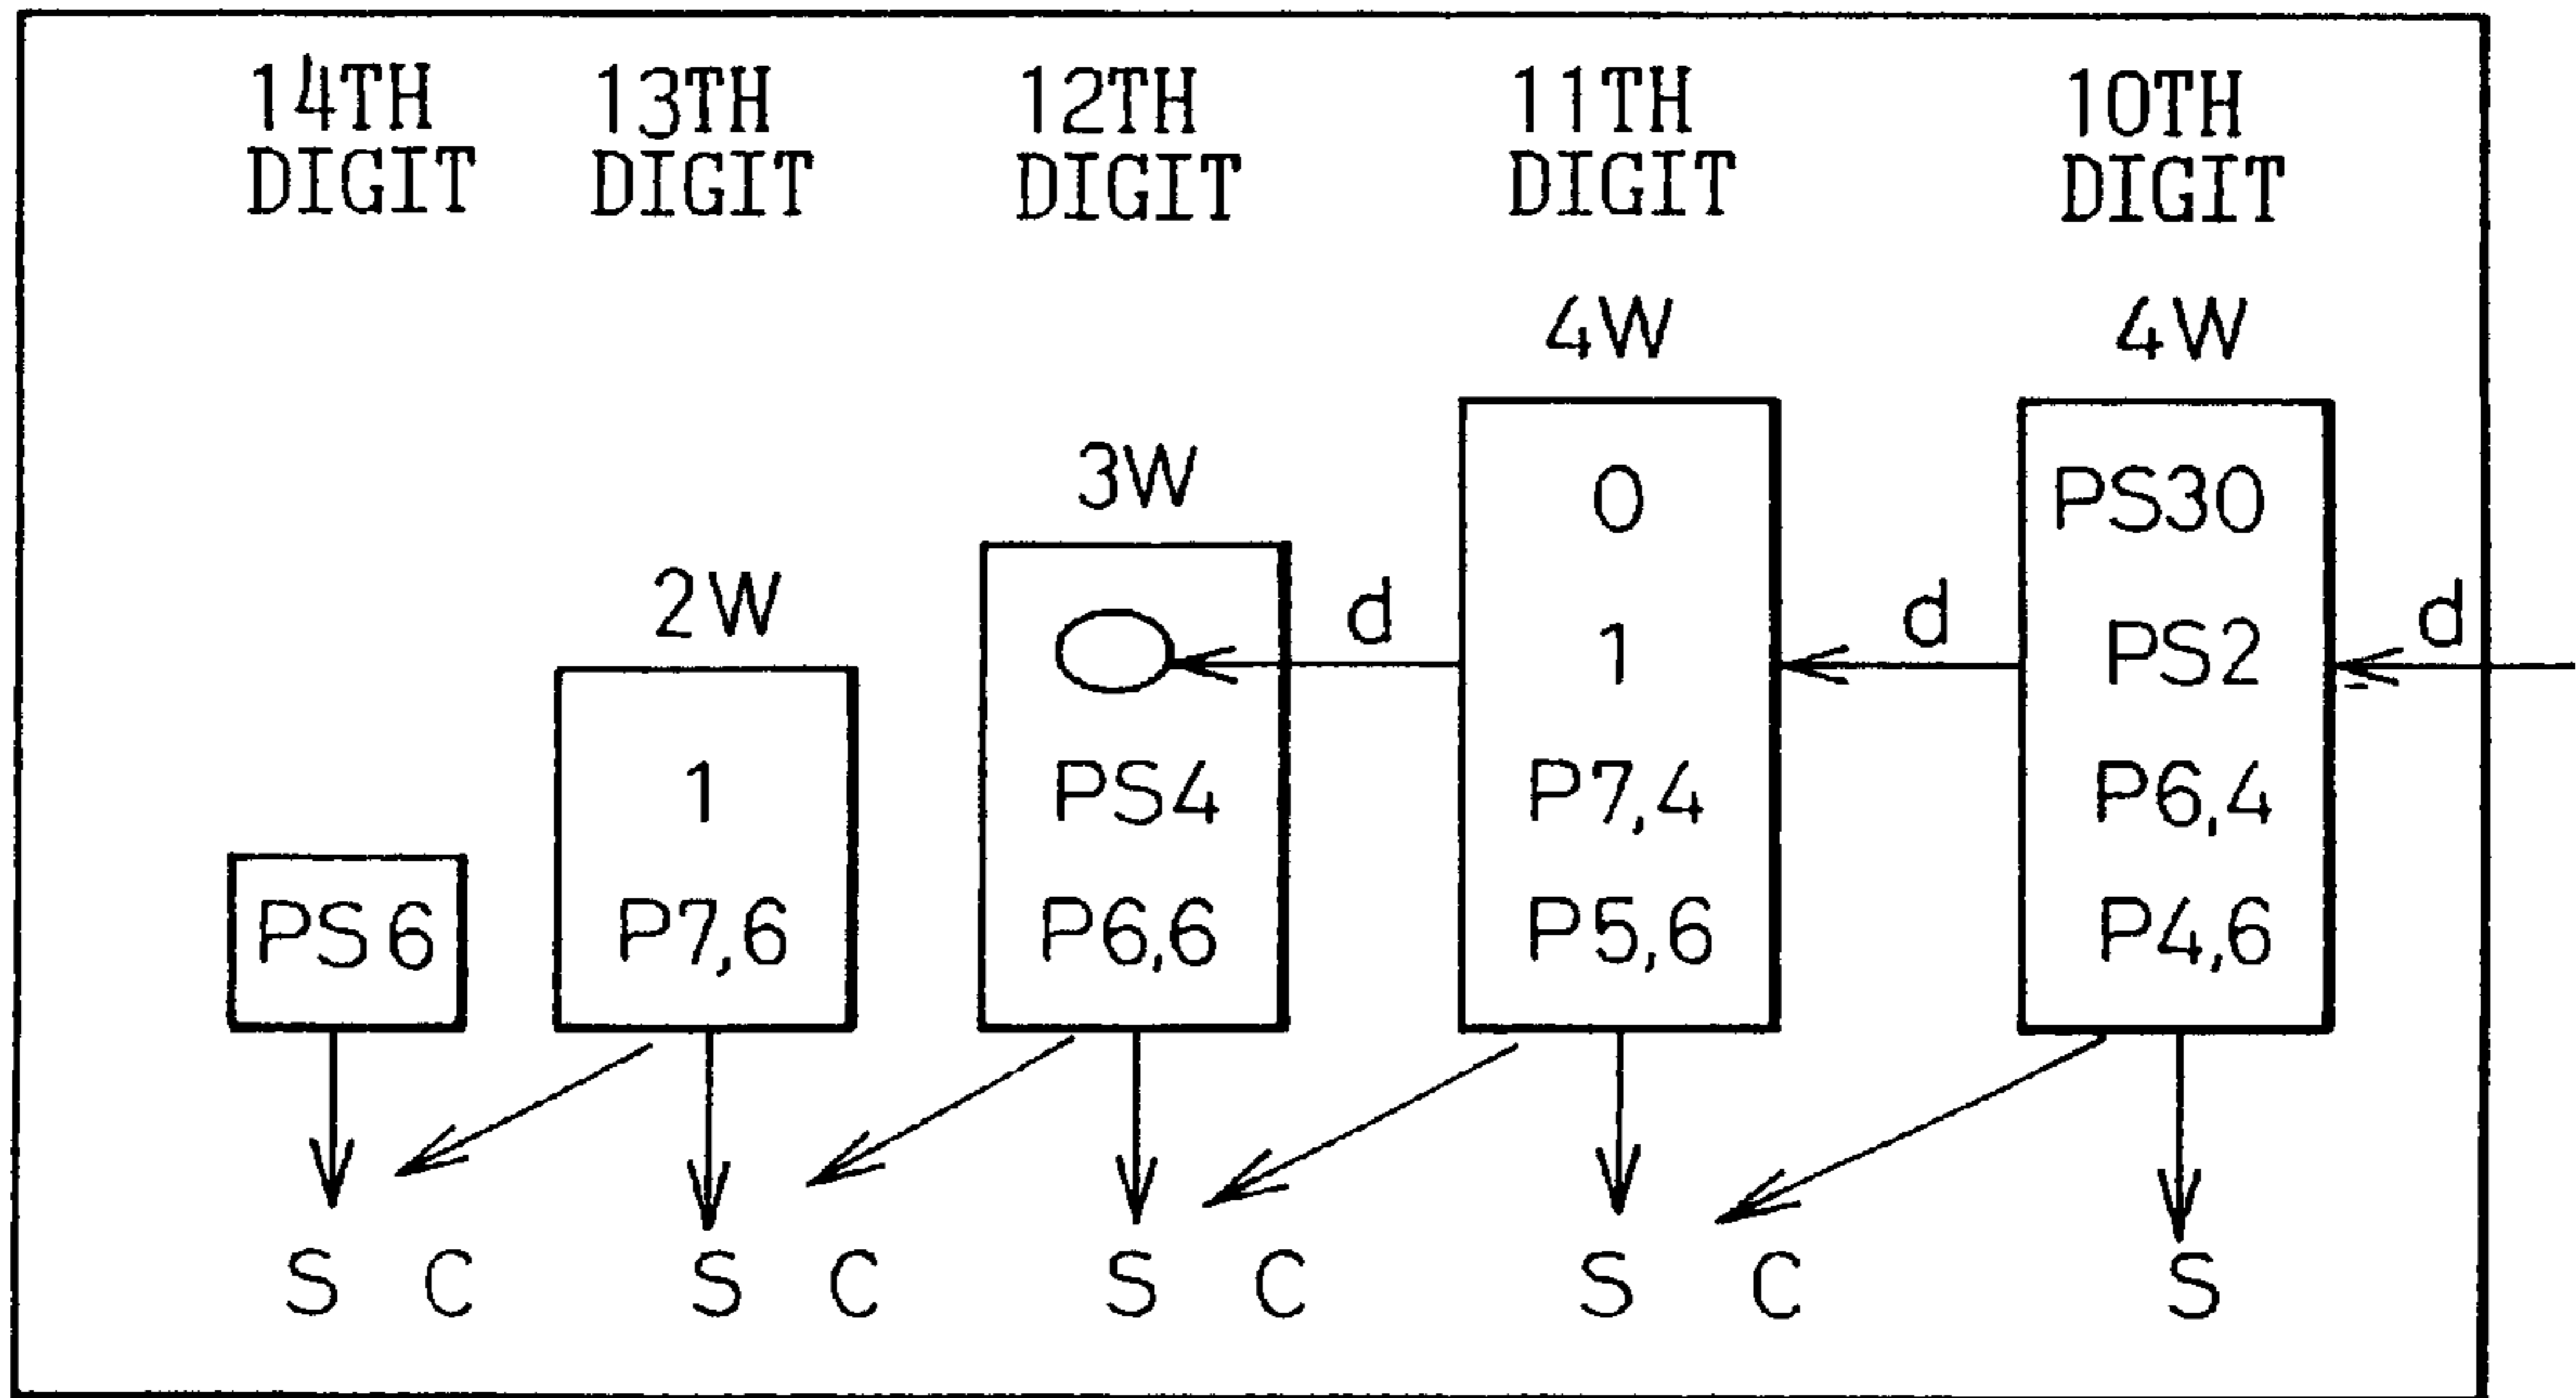 14TH 13TH 12TH 11TH 10TH
DIGIT DIGIT DIGIT DIGIT DIGIT
4W 4W
3W
0 PS30
2W d d d
1 PS2
1 PS4 P7,4 P6,4
PS6 P7,6 P6,6 P5,6 P4,6
S C S C S C S C S